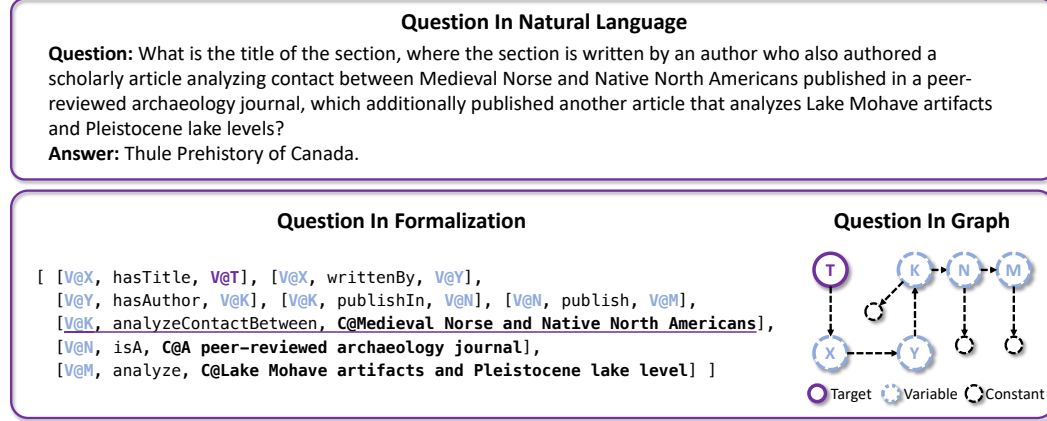 Question In Natural Language
Question: What is the title of the section, where the section is written by an author who also authored a
scholarly article analyzing contact between Medieval Norse and Native North Americans published in a peer-
reviewed archaeology journal, which additionally published another article that analyzes Lake Mohave artifacts
and Pleistocene lake levels?
Answer: Thule Prehistory of Canada.
Question In Formalization
[ [V@X, hasTitle, V@T], [V@X, writtenBy, V@Y],
[V@Y, hasAuthor, V@K], [V@K, publishIn, V@N], [V@N, publish, V@M],
[V@K, analyzeContactBetween, C@Medieval Norse and Native North Americans],
[V@N, isA, C@A peer-reviewed archaeology journal],
[V@M, analyze, C@Lake Mohave artifacts and Pleistocene lake level] ]
Question In Graph
T K N M
X Y
Target Variable Constant